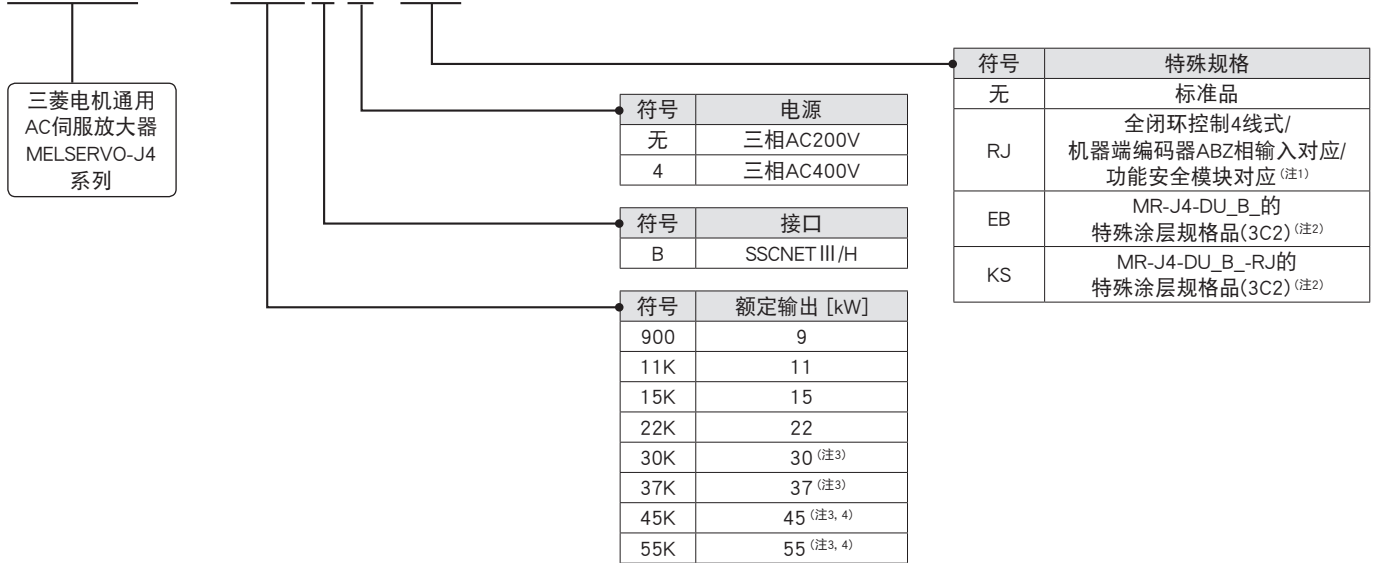 三菱电机通用
AC伺服放大器
MELSERVO-J4
系列
符号 电源
无 三相AC200V
4 三相AC400V
符号 接口
B SSCNETⅢ/H
符号 额定输出 [kW]
900 9
11K 11
15K 15
22K 22
30K 30 (注3)
37K 37 (注3)
45K 45 (注3, 4)
55K 55 (注3, 4)
符号 特殊规格
无 标准品
RJ 全闭环控制4线式/
机器端编码器ABZ相输入对应/
功能安全模块对应 (注1)
EB MR-J4-DU_B_的
特殊涂层规格品(3C2) (注2)
KS MR-J4-DU_B_-RJ的
特殊涂层规格品(3C2) (注2)